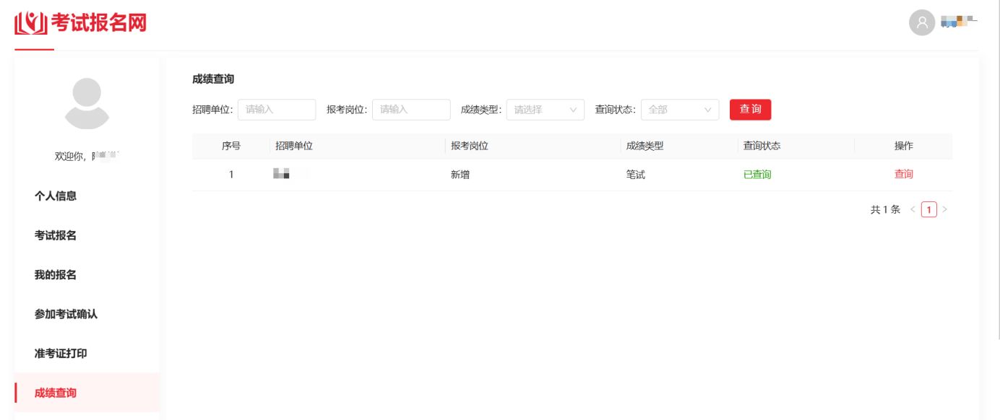 考试报名网
欢迎你,
个人信息
考试报名
我的报名
参加考试确认
准考证打印
成绩查询
成绩查询
招聘单位: 请输入 报考岗位: 请输入 成绩类型: 请选择 查询状态: 全部 查 询
序号 招聘单位 报考岗位 成绩类型 查询状态 操作
1 新增 笔试 已查询 查询
共 1 条 < 1 >